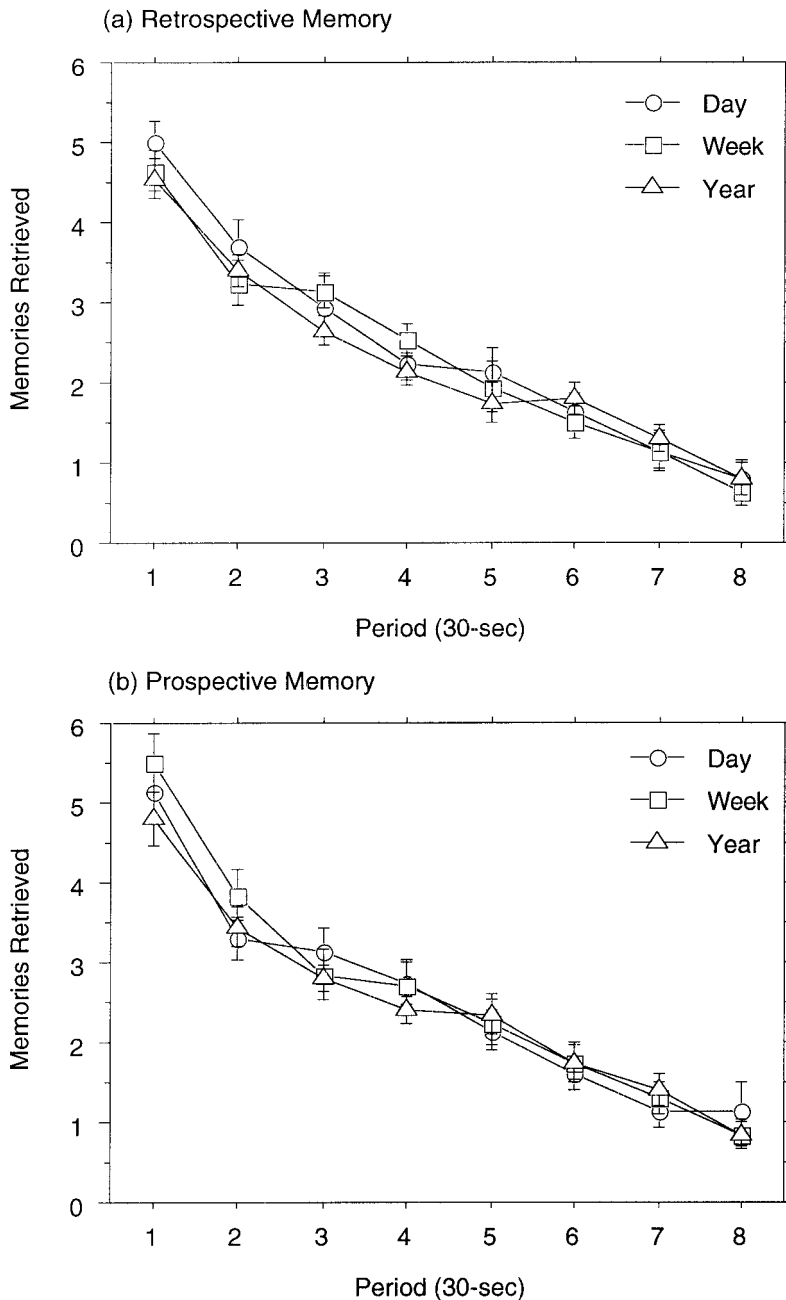 (a) Retrospective Memory
6
5
4
3
2
1
0
Memories Retrieved
Day
Week
Year
1 2 3 4 5 6 7 8
Period (30-sec)
(b) Prospective Memory
6
5
4
3
2
1
0
Memories Retrieved
Day
Week
Year
1 2 3 4 5 6 7 8
Period (30-sec)